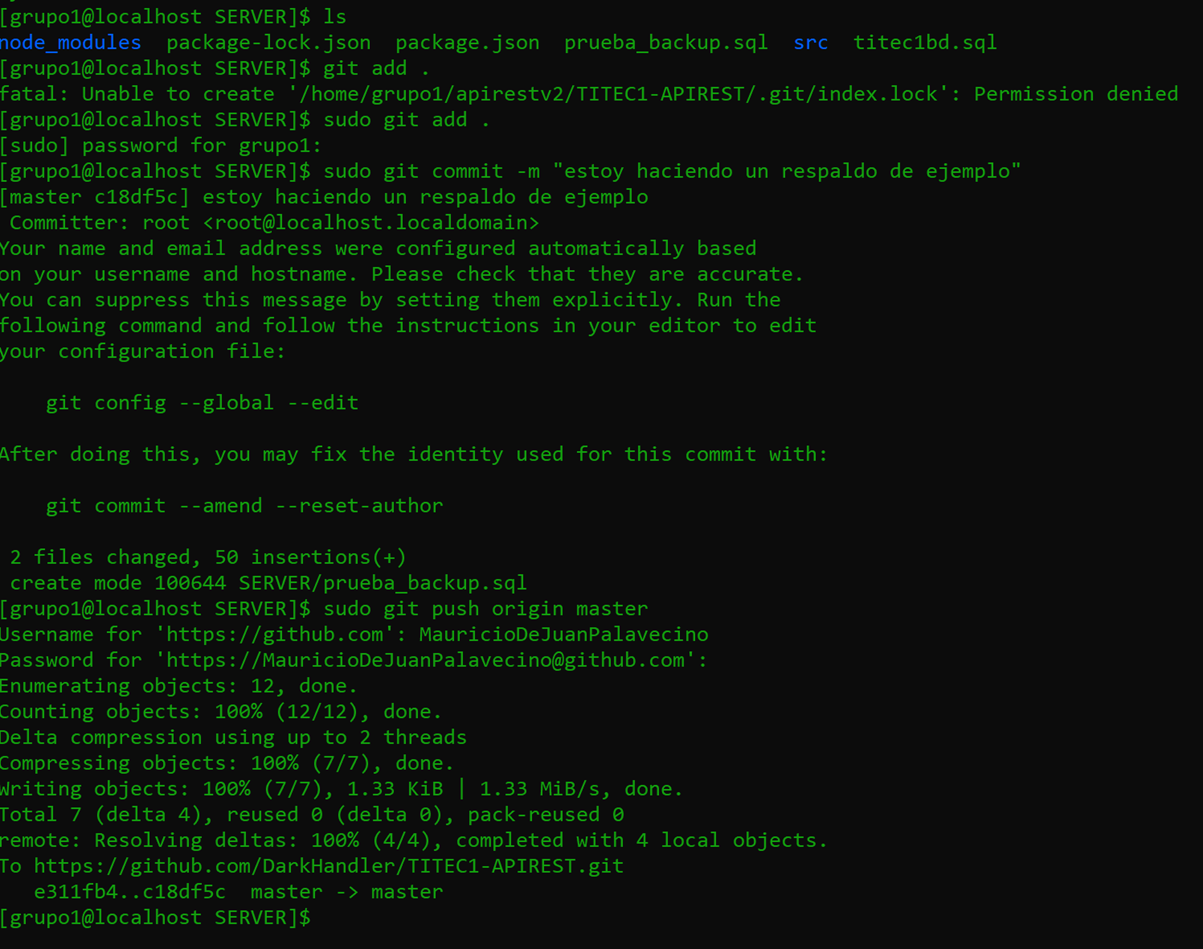 [grupo1@localhost SERVER]$ ls
node_modules  package-lock.json  package.json  prueba_backup.sql  src  titec1bd.sql
[grupo1@localhost SERVER]$ git add .
fatal: Unable to create '/home/grupo1/apirestv2/TITEC1-APIREST/.git/index.lock': Permission denied
[grupo1@localhost SERVER]$ sudo git add .
[sudo] password for grupo1:
[grupo1@localhost SERVER]$ sudo git commit -m "estoy haciendo un respaldo de ejemplo"
[master c18df5c] estoy haciendo un respaldo de ejemplo
 Committer: root <root@localhost.localdomain>
Your name and email address were configured automatically based
on your username and hostname. Please check that they are accurate.
You can suppress this message by setting them explicitly. Run the
following command and follow the instructions in your editor to edit
your configuration file:

    git config --global --edit

After doing this, you may fix the identity used for this commit with:

    git commit --amend --reset-author

 2 files changed, 50 insertions(+)
 create mode 100644 SERVER/prueba_backup.sql
[grupo1@localhost SERVER]$ sudo git push origin master
Username for 'https://github.com': MauricioDeJuanPalavecino
Password for 'https://MauricioDeJuanPalavecino@github.com':
Enumerating objects: 12, done.
Counting objects: 100% (12/12), done.
Delta compression using up to 2 threads
Compressing objects: 100% (7/7), done.
Writing objects: 100% (7/7), 1.33 KiB | 1.33 MiB/s, done.
Total 7 (delta 4), reused 0 (delta 0), pack-reused 0
remote: Resolving deltas: 100% (4/4), completed with 4 local objects.
To https://github.com/DarkHandler/TITEC1-APIREST.git
   e311fb4..c18df5c  master -> master
[grupo1@localhost SERVER]$